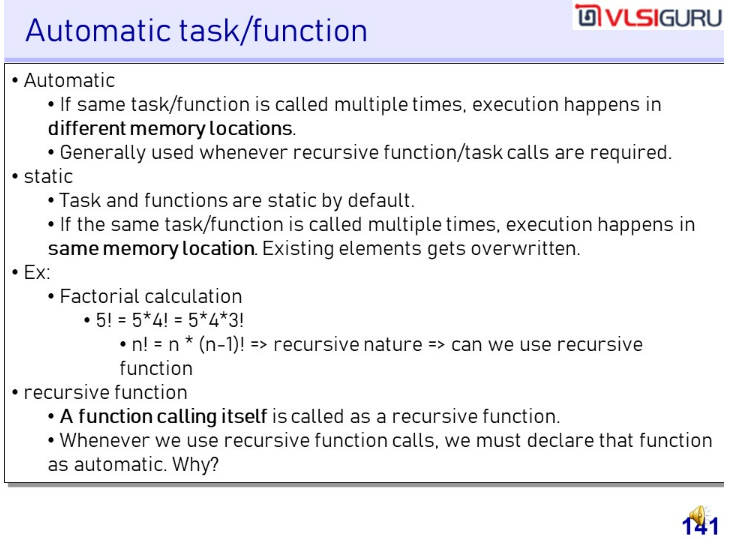 Automatic task/function
VLSIGURU
• Automatic
• If same task/function is called multiple times, execution happens in
different memory locations.
• Generally used whenever recursive function/task calls are required.
• static
• Task and functions are static by default.
• If the same task/function is called multiple times, execution happens in
same memory location. Existing elements gets overwritten.
• Ex:
• Factorial calculation
• 5! = 5*4! = 5*4*3!
• n! = n * (n-1)! => recursive nature => can we use recursive
function
• recursive function
• A function calling itself is called as a recursive function.
• Whenever we use recursive function calls, we must declare that function
as automatic. Why?
141